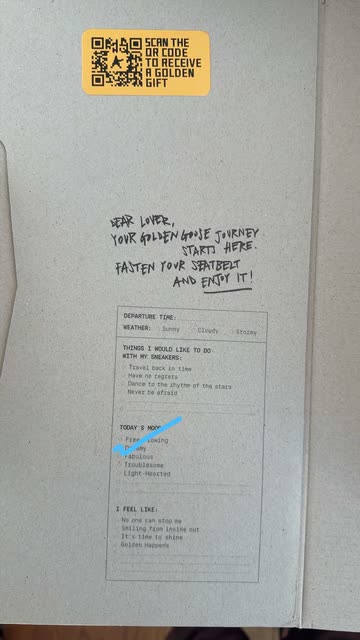 SCAN THE
QR CODE
TO RECEIVE
A GOLDEN
GIFT
DEAR LOVER,
YOUR GOLDEN GOOSE JOURNEY
STARTS HERE.
FASTEN YOUR SEATBELT
AND ENJOY IT!
DEPARTURE TIME:
WEATHER: Sunny Cloudy Stormy
THINGS I WOULD LIKE TO DO
WITH MY SNEAKERS:
Travel back in time
Have no regrets
Dance to the rhythm of the stars
Never be afraid
TODAY'S MOOD:
Free-flowing
Dreamy
Fabulous
Troublesome
Light-Hearted
I FEEL LIKE:
No one can stop me
Smiling from inside out
It's time to shine
Golden Happens